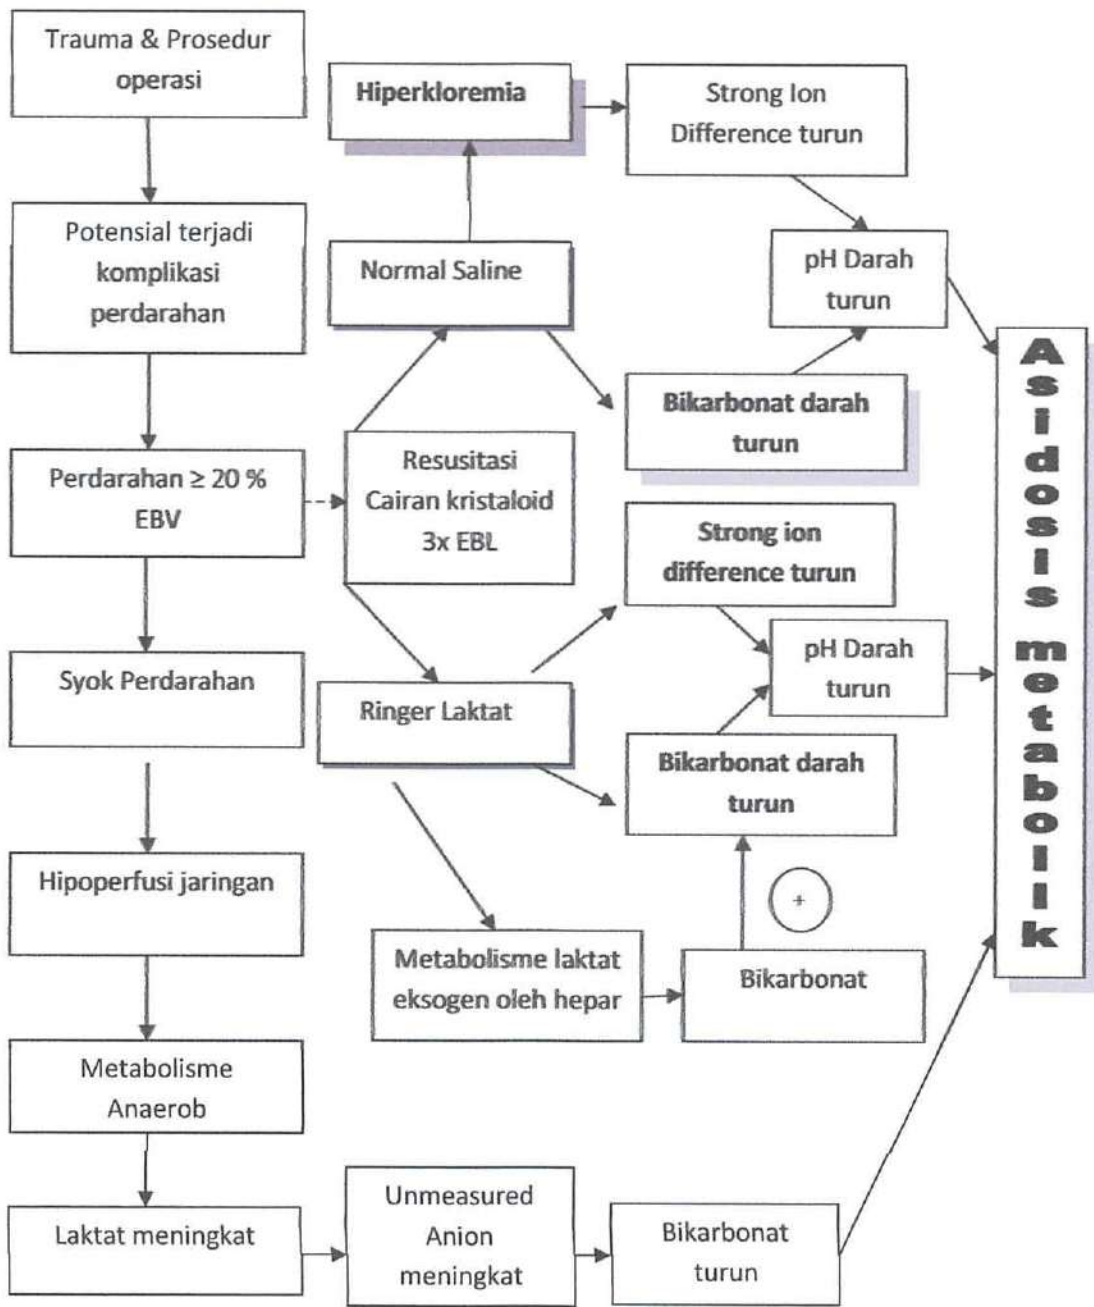 Trauma & Prosedur
operasi
Potensial terjadi
komplikasi
perdarahan
Perdarahan ≥ 20 %
EBV
Syok Perdarahan
Hipoperfusi jaringan
Metabolisme
Anaerob
Laktat meningkat
Hiperkloremia
Normal Saline
Resusitasi
Cairan kristaloid
3x EBL
Ringer Laktat
Metabolisme laktat
eksogen oleh hepar
Unmeasured
Anion
meningkat
Strong Ion
Difference turun
pH Darah
turun
Bikarbonat darah
turun
Strong ion
difference turun
pH Darah
turun
Bikarbonat darah
turun
+
Bikarbonat
Bikarbonat
turun
Asidosis metabolik